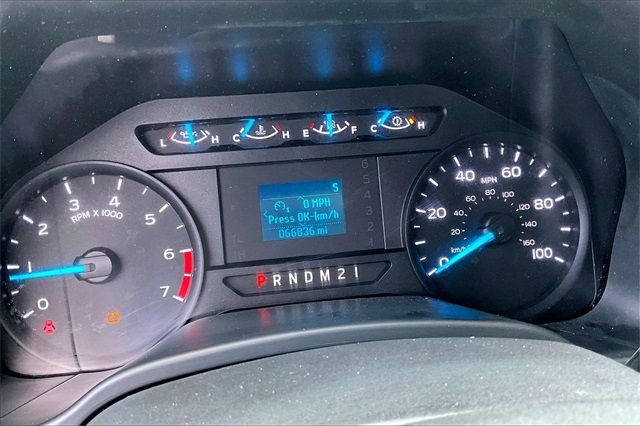 L H C H E F C H
S
0 MPH
Press OK-km/h
066836 mi
6
5
4
3
2
1
P R N D M 2 1
0 1 2 3 4 5 6 7
RPM X 1000
0 20 40 60 80 100
MPH
20 40 60 80 100 120 140 160
km/h